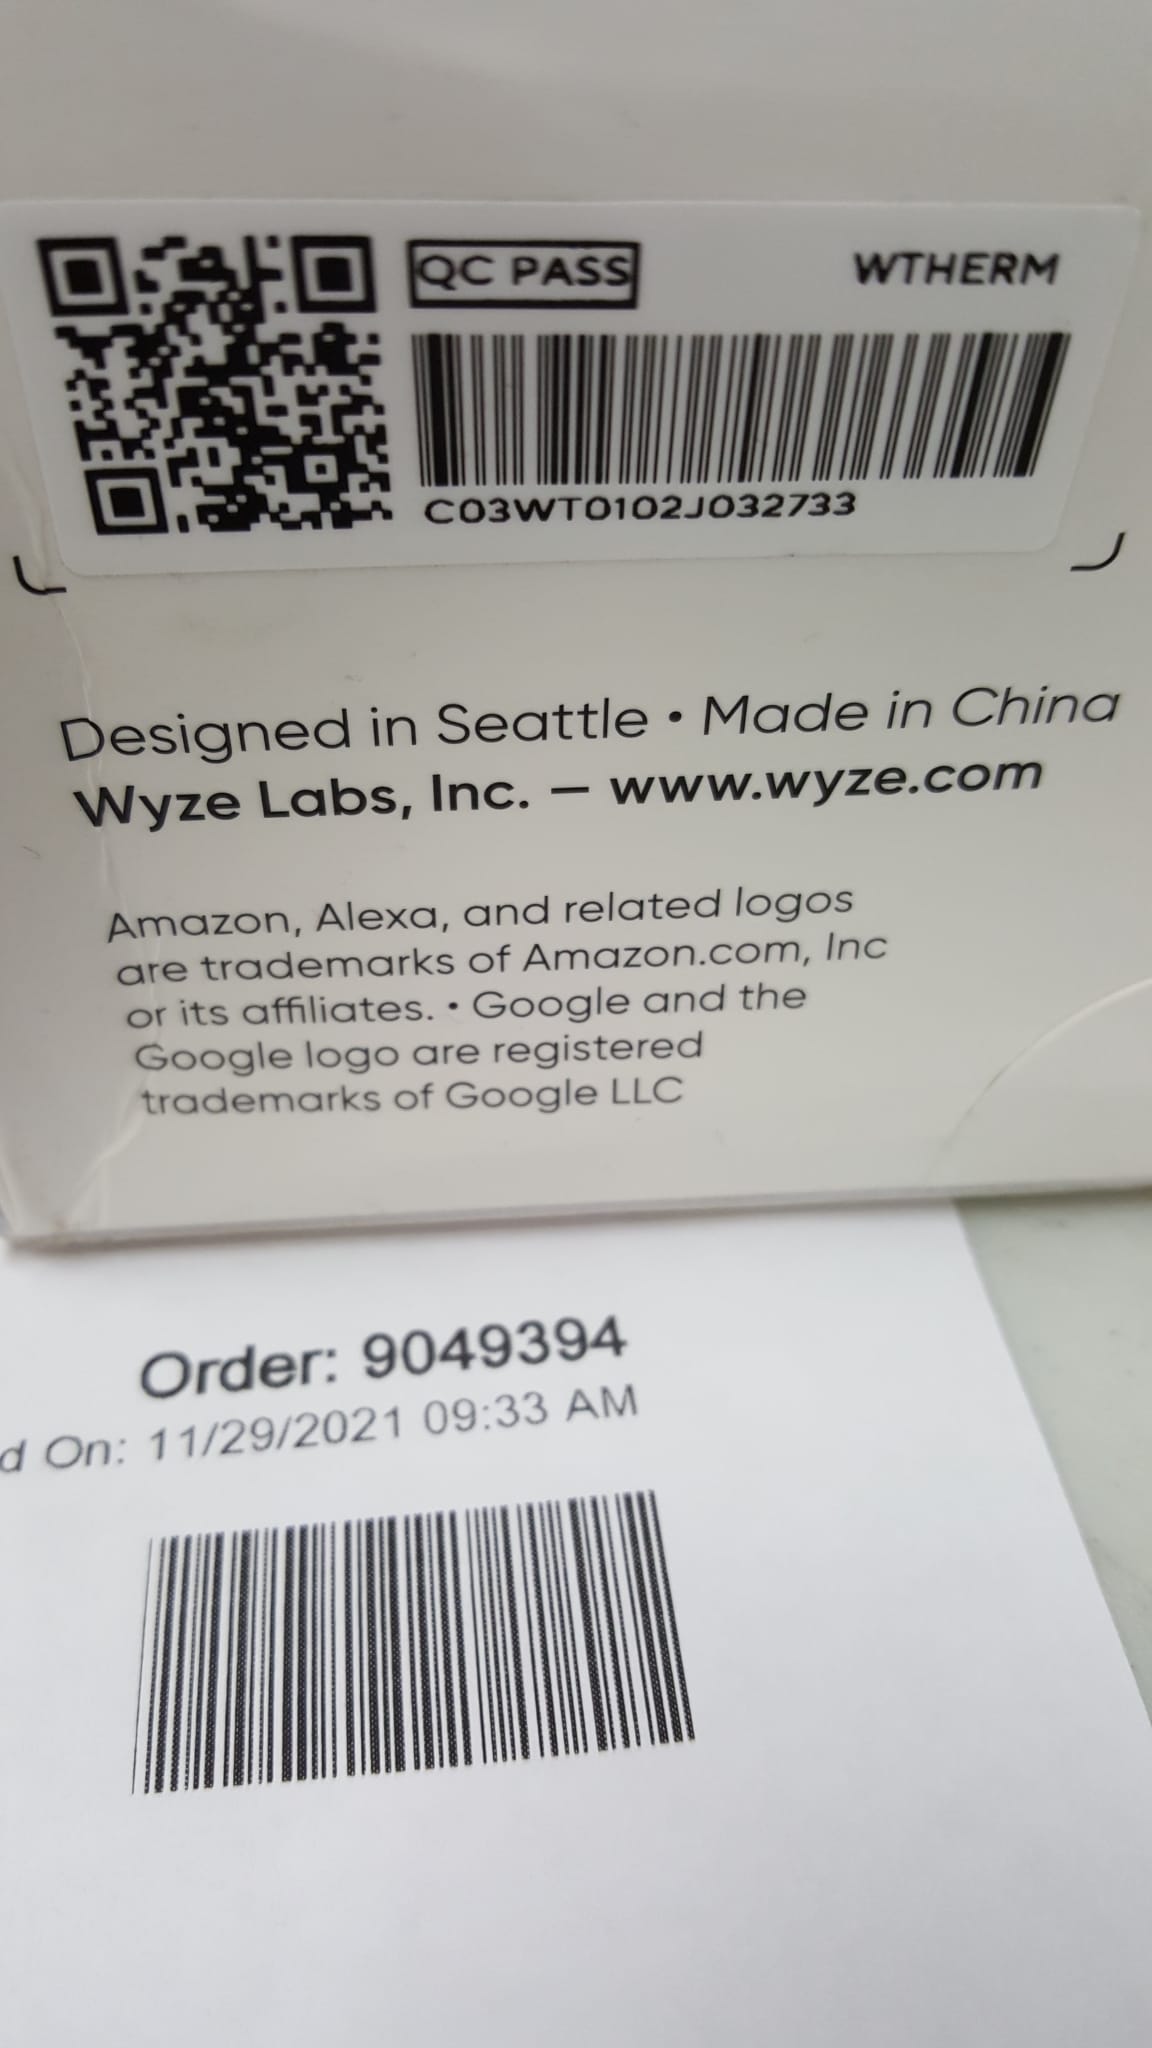 QC PASS
WTHERM
C03WT0102J032733
Designed in Seattle • Made in China
Wyze Labs, Inc. – www.wyze.com
Amazon, Alexa, and related logos
are trademarks of Amazon.com, Inc
or its affiliates. • Google and the
Google logo are registered
trademarks of Google LLC
Order: 9049394
d On: 11/29/2021 09:33 AM